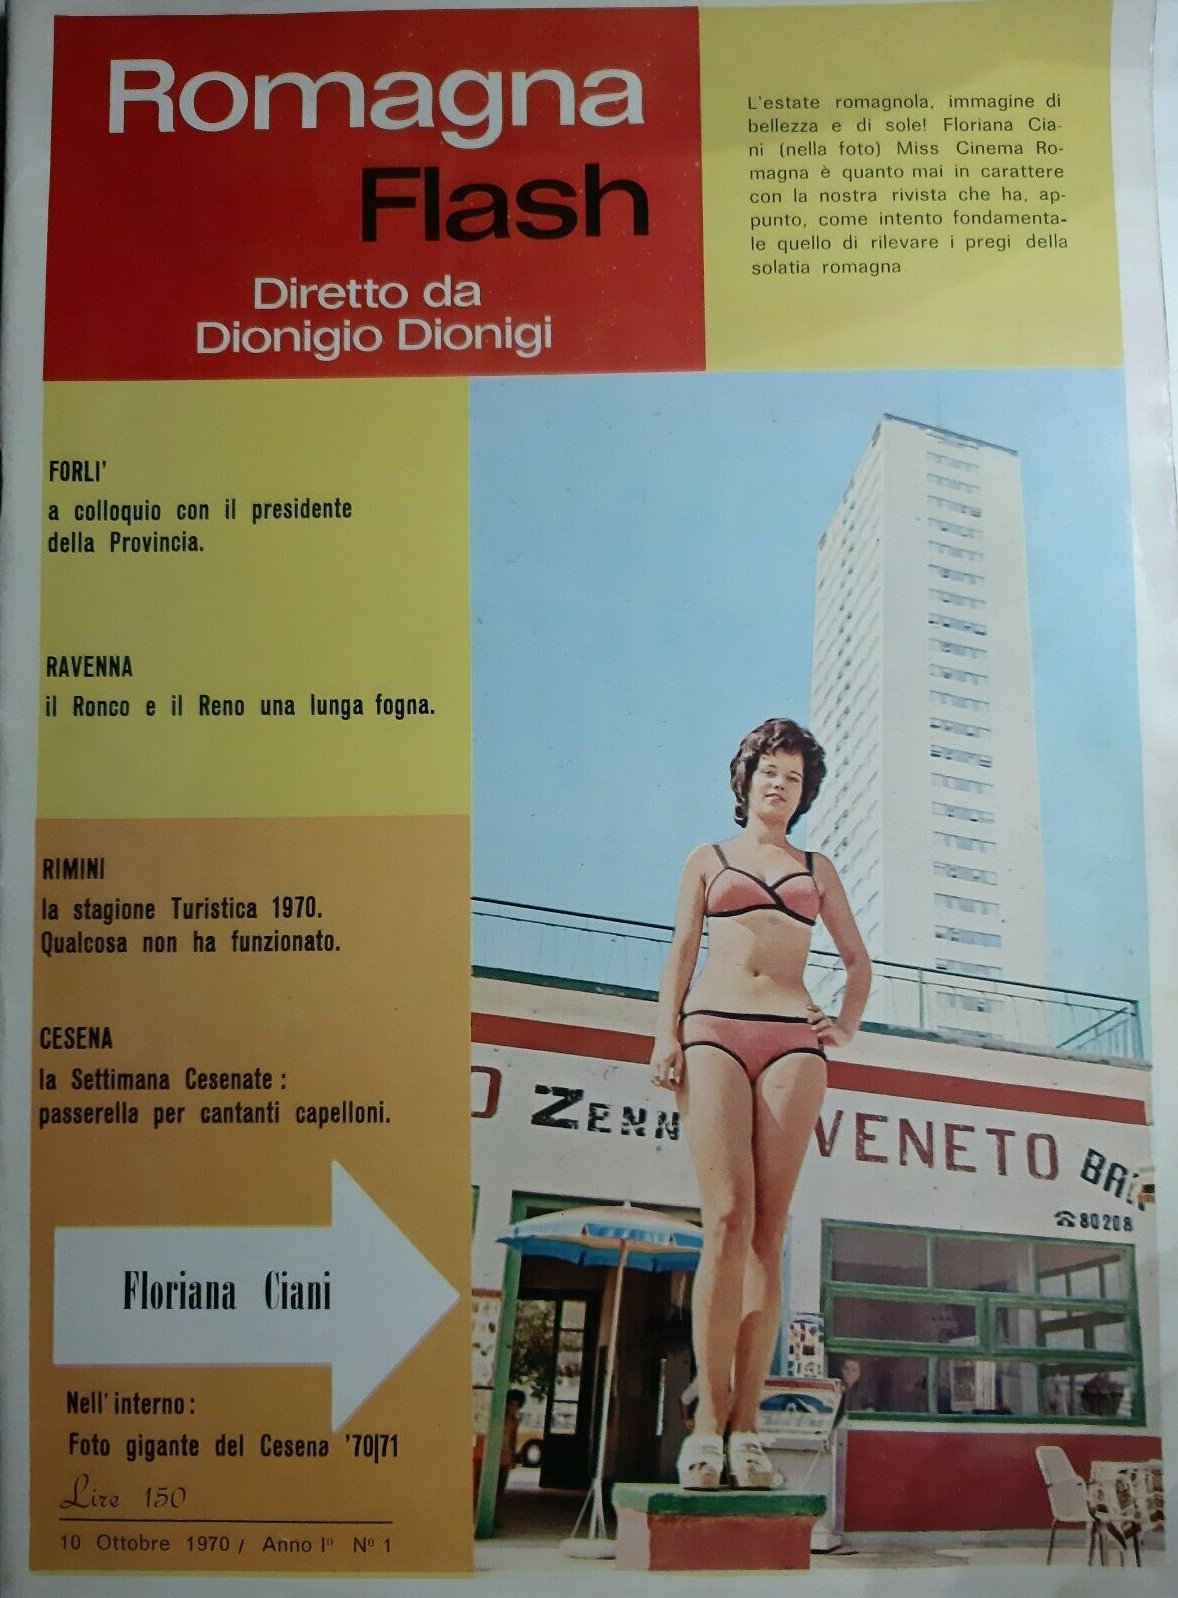 Romagna
Flash
Diretto da
Dionigio Dionigi
L'estate romagnola, immagine di
bellezza e di sole! Floriana Cia-
ni (nella foto) Miss Cinema Ro-
magna è quanto mai in carattere
con la nostra rivista che ha, ap-
punto, come intento fondamenta-
le quello di rilevare i pregi della
solatia romagna
FORLI'
a colloquio con il presidente
della Provincia.
RAVENNA
il Ronco e il Reno una lunga fogna.
RIMINI
la stagione Turistica 1970.
Qualcosa non ha funzionato.
CESENA
la Settimana Cesenate :
passerella per cantanti capelloni.
Floriana Ciani
Nell' interno :
Foto gigante del Cesena '70|71
Lire 150
10 Ottobre 1970 / Anno Iº Nº 1
O ZENN VENETO
☎80208